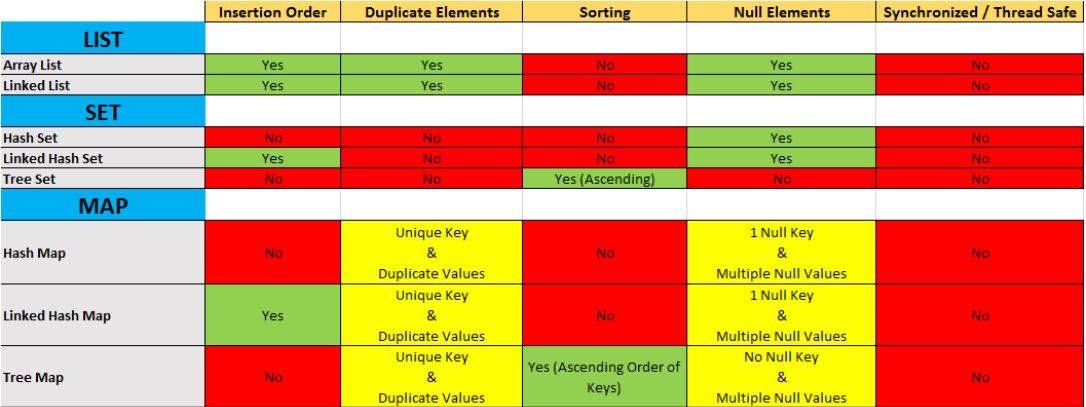 Insertion Order Duplicate Elements Sorting Null Elements Synchronized / Thread Safe
LIST
Array List Yes Yes No Yes No
Linked List Yes Yes No Yes No
SET
Hash Set No No No Yes No
Linked Hash Set Yes No No Yes No
Tree Set No No Yes (Ascending) No No
MAP
Unique Key 1 Null Key
Hash Map No & No & No
Duplicate Values Multiple Null Values
Unique Key 1 Null Key
Linked Hash Map Yes & No & No
Duplicate Values Multiple Null Values
Unique Key No Null Key
Tree Map No & Yes (Ascending Order of Keys) & No
Duplicate Values Multiple Null Values